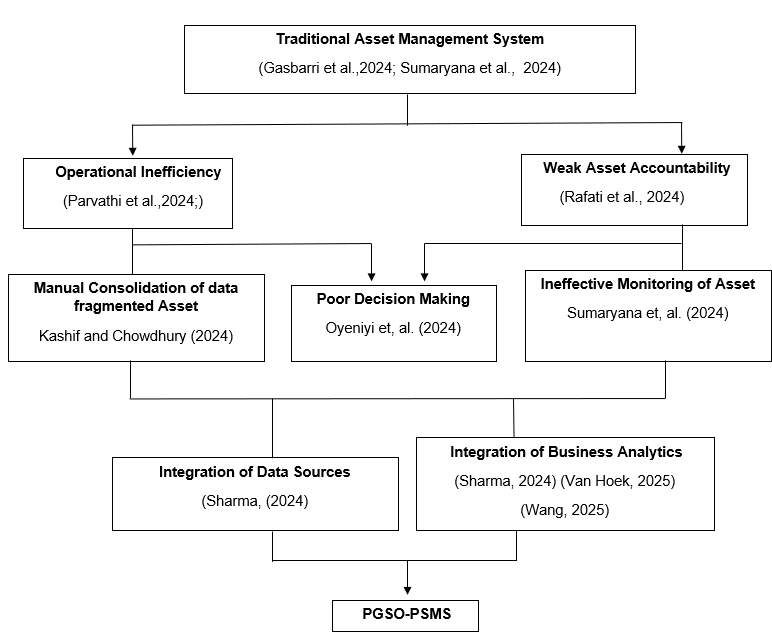 Traditional Asset Management System
(Gasbarri et al.,2024; Sumaryana et al., 2024)
Operational Inefficiency
(Parvathi et al.,2024;)
Weak Asset Accountability
(Rafati et al., 2024)
Manual Consolidation of data
fragmented Asset
Kashif and Chowdhury (2024)
Poor Decision Making
Oyeniyi et, al. (2024)
Ineffective Monitoring of Asset
Sumaryana et, al. (2024)
Integration of Data Sources
(Sharma, (2024)
Integration of Business Analytics
(Sharma, 2024) (Van Hoek, 2025)
(Wang, 2025)
PGSO-PSMS